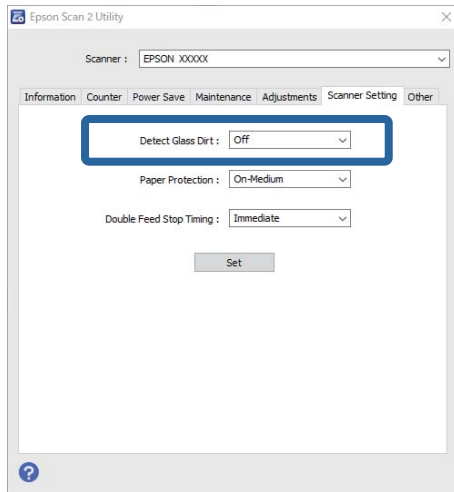 Epson Scan 2 Utility
Scanner : EPSON XXXXX
Information Counter Power Save Maintenance Adjustments Scanner Setting Other
Detect Glass Dirt : Off
Paper Protection : On-Medium
Double Feed Stop Timing : Immediate
Set
?